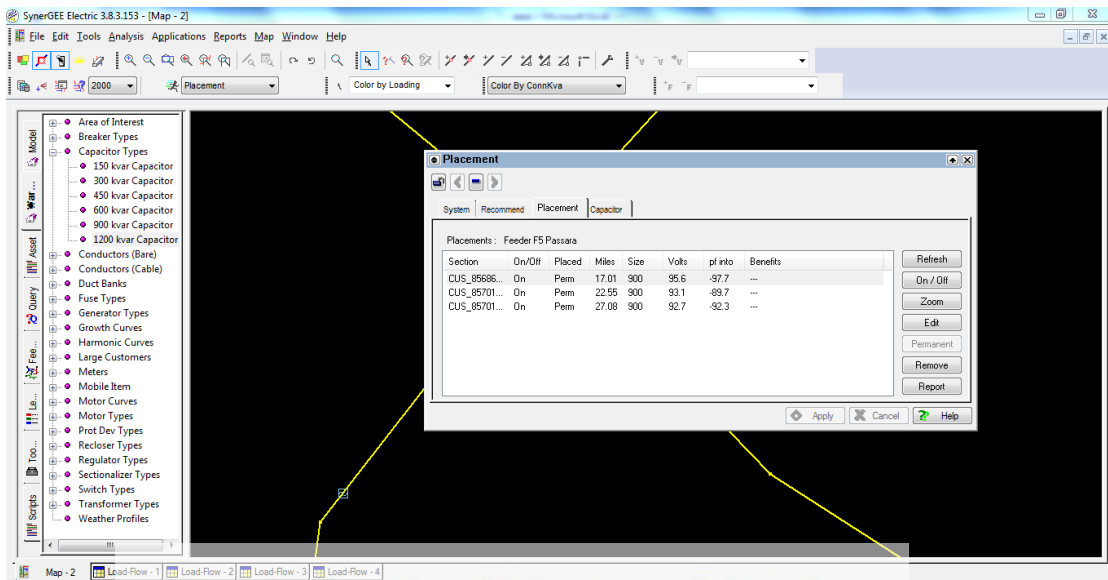 SynerGEE Electric 3.8.3.153 - [Map - 2]
File Edit Tools Analysis Applications Reports Map Window Help
2000 Placement Color by Loading Color By ConnKva
Model
War...
Asset
Query
Fee...
Le...
Too...
Scripts
Area of Interest
Breaker Types
Capacitor Types
150 kvar Capacitor
300 kvar Capacitor
450 kvar Capacitor
600 kvar Capacitor
900 kvar Capacitor
1200 kvar Capacitor
Conductors (Bare)
Conductors (Cable)
Duct Banks
Fuse Types
Generator Types
Growth Curves
Harmonic Curves
Large Customers
Meters
Mobile Item
Motor Curves
Motor Types
Prot Dev Types
Recloser Types
Regulator Types
Sectionalizer Types
Switch Types
Transformer Types
Weather Profiles
Placement
System Recommend Placement Capacitor
Placements : Feeder F5 Passara
Section On/Off Placed Miles Size Volts pf into Benefits
CUS_85686... On Perm 17.01 900 95.6 -97.7 ---
CUS_85701... On Perm 22.55 900 93.1 -89.7 ---
CUS_85701... On Perm 27.08 900 92.7 -92.3 ---
Refresh
On / Off
Zoom
Edit
Permanent
Remove
Report
Apply Cancel Help
Map - 2 Load-Flow - 1 Load-Flow - 2 Load-Flow - 3 Load-Flow - 4